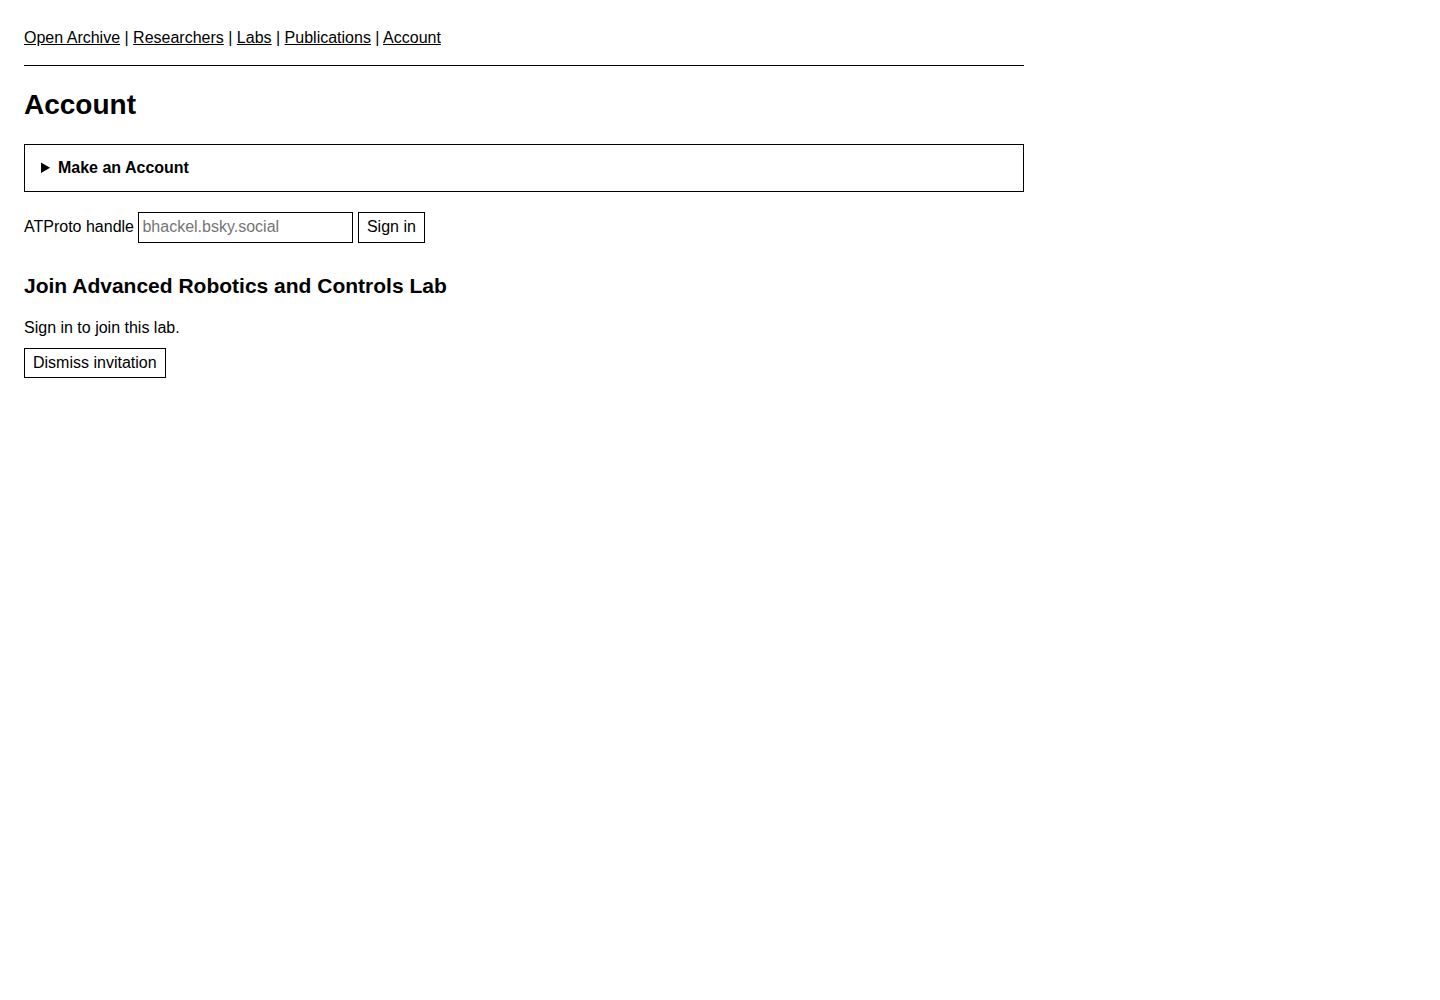 Open Archive | Researchers | Labs | Publications | Account
Account
Make an Account
ATProto handle bhackel.bsky.social Sign in
Join Advanced Robotics and Controls Lab
Sign in to join this lab.
Dismiss invitation